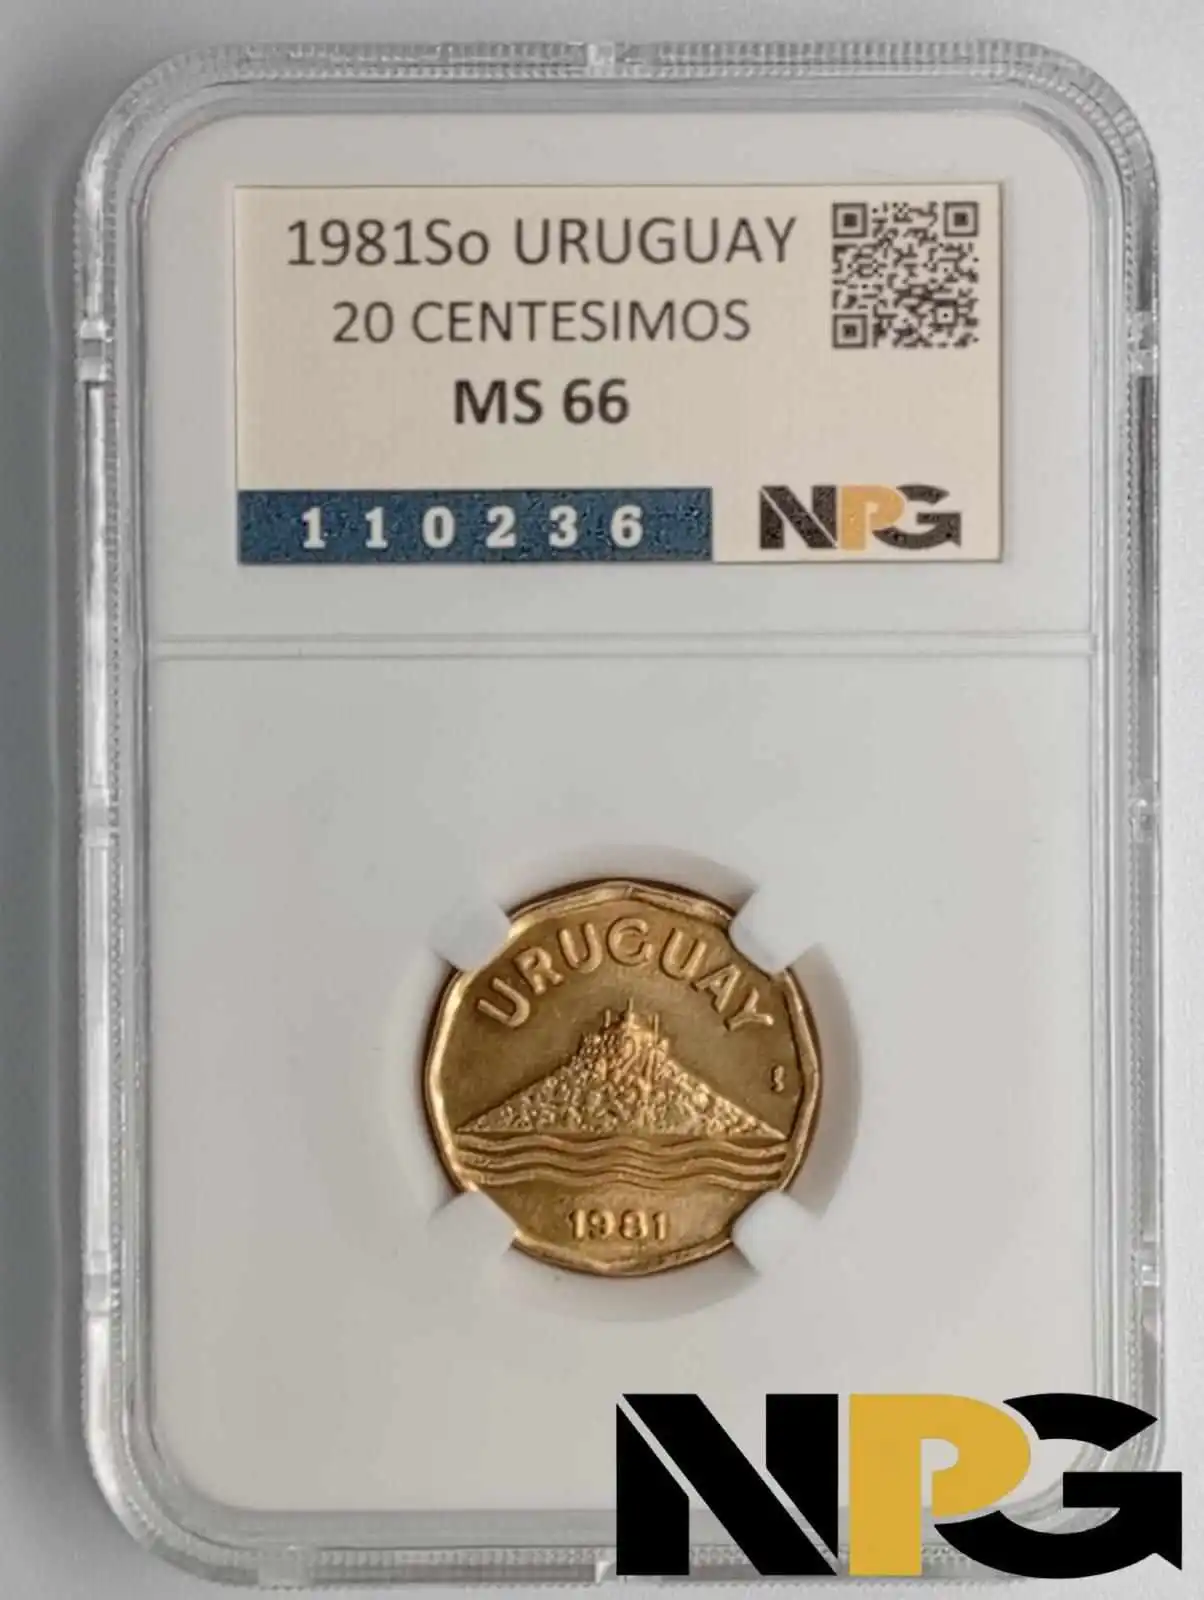 1981So URUGUAY
20 CENTESIMOS
MS 66
110236
NPG
URUGUAY
1981
NPG